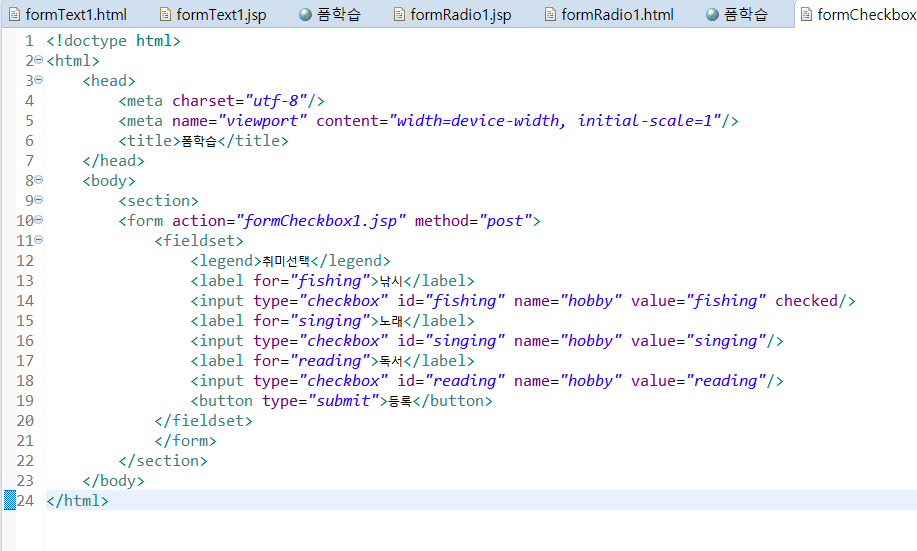 formText1.html formText1.jsp 폼학습 formRadio1.jsp formRadio1.html 폼학습 formCheckbox
1 <!doctype html>
2 <html>
3 <head>
4 <meta charset="utf-8"/>
5 <meta name="viewport" content="width=device-width, initial-scale=1"/>
6 <title>폼학습</title>
7 </head>
8 <body>
9 <section>
10 <form action="formCheckbox1.jsp" method="post">
11 <fieldset>
12 <legend>취미선택</legend>
13 <label for="fishing">낚시</label>
14 <input type="checkbox" id="fishing" name="hobby" value="fishing" checked/>
15 <label for="singing">노래</label>
16 <input type="checkbox" id="singing" name="hobby" value="singing"/>
17 <label for="reading">독서</label>
18 <input type="checkbox" id="reading" name="hobby" value="reading"/>
19 <button type="submit">등록</button>
20 </fieldset>
21 </form>
22 </section>
23 </body>
24 </html>